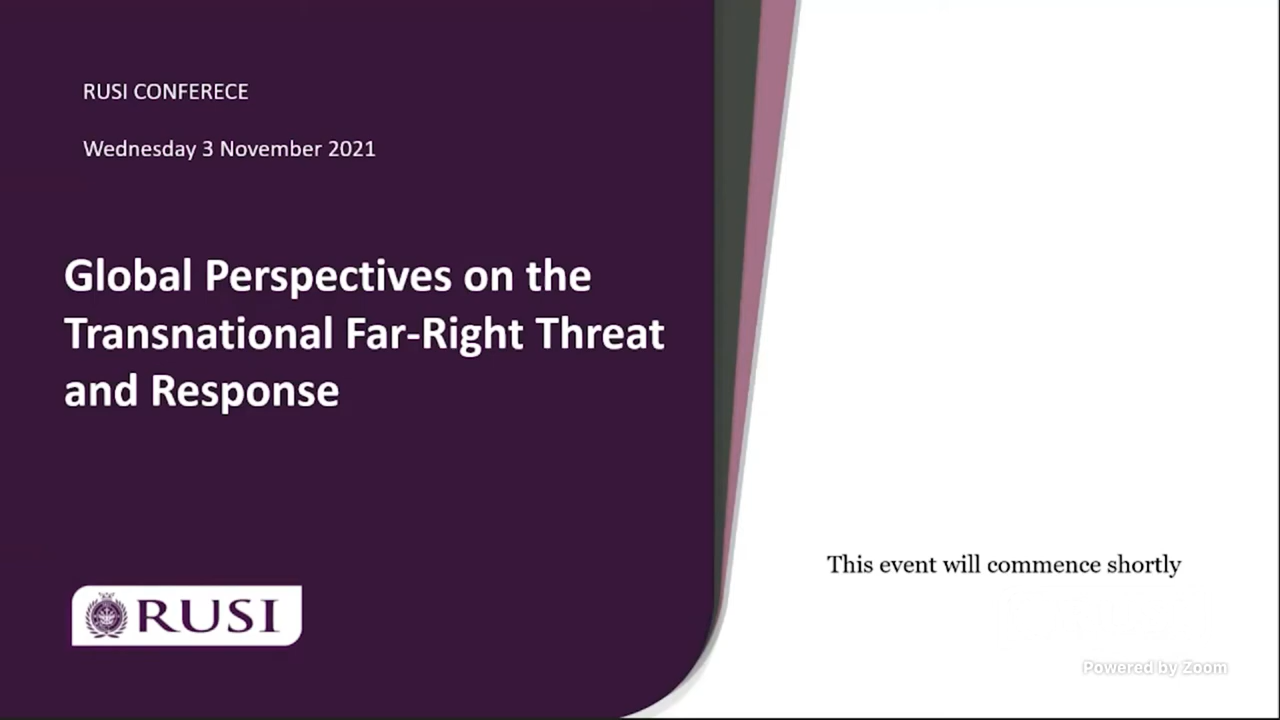 RUSI CONFERECE
Wednesday 3 November 2021
Global Perspectives on the
Transnational Far-Right Threat
and Response
This event will commence shortly
RUSI
Powered by Zoom